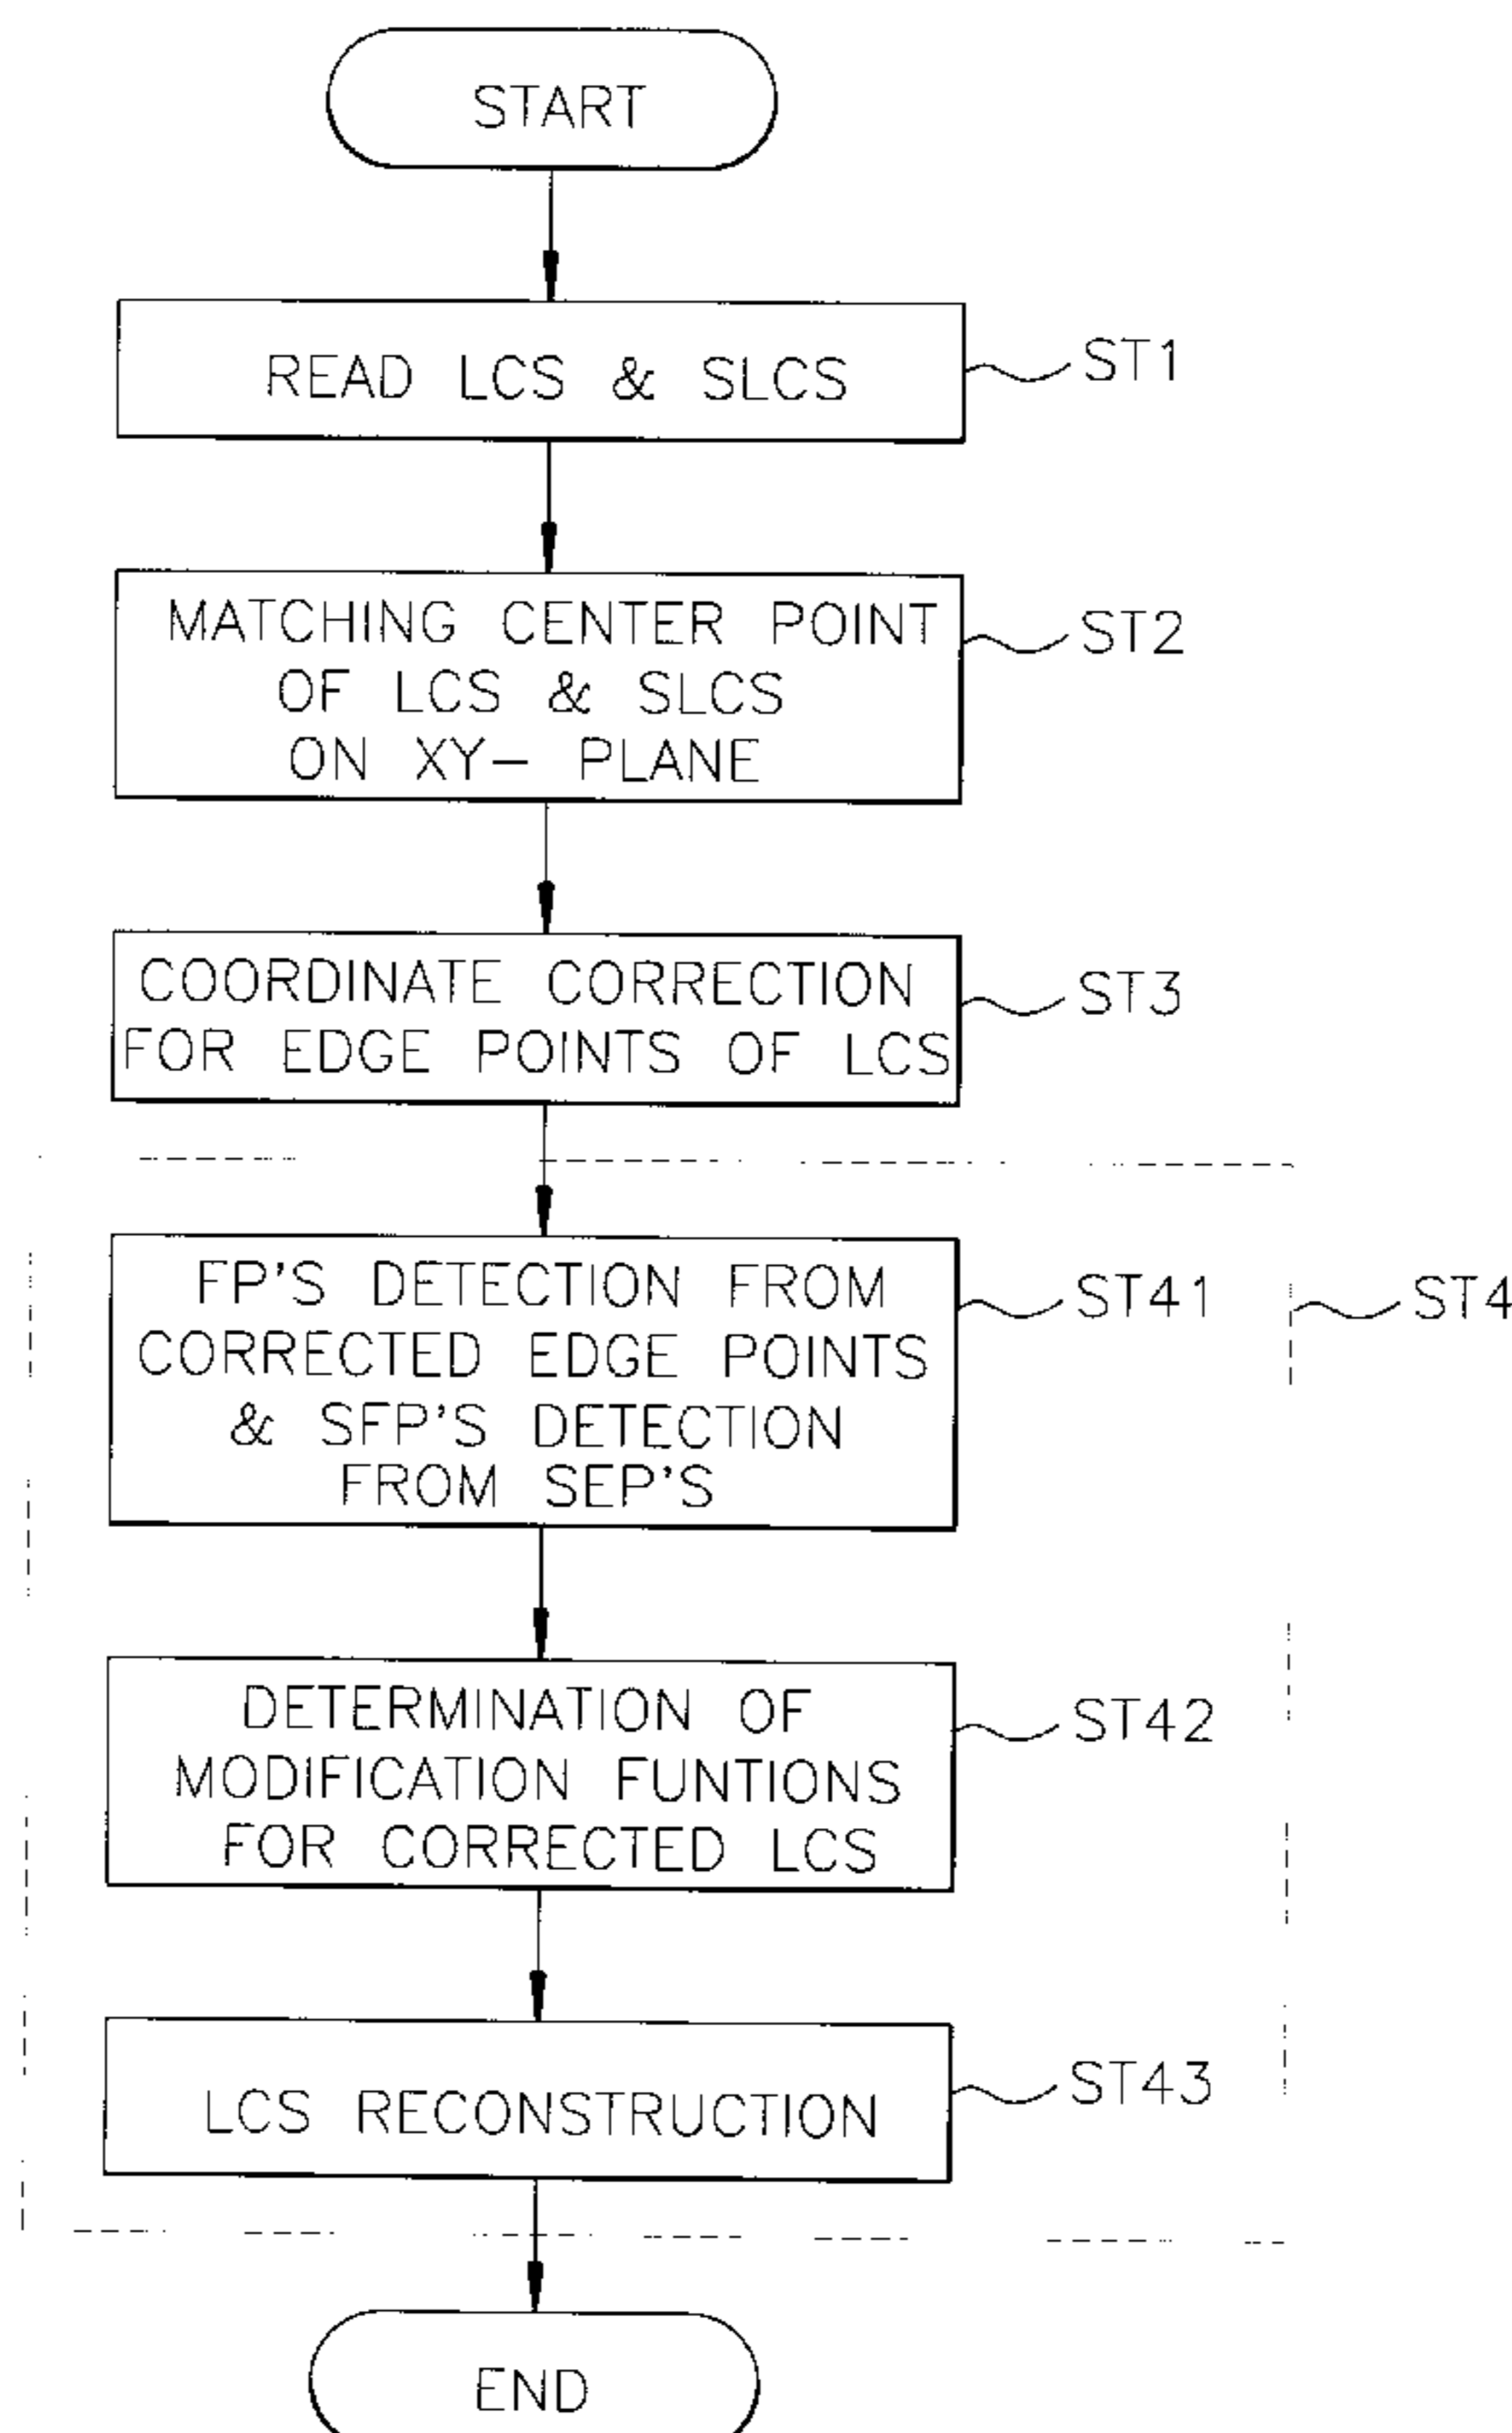 START
READ LCS & SLCS
ST1
MATCHING CENTER POINT
OF LCS & SLCS
ON XY- PLANE
ST2
COORDINATE CORRECTION
FOR EDGE POINTS OF LCS
ST3
FP'S DETECTION FROM
CORRECTED EDGE POINTS
& SFP'S DETECTION
FROM SEP'S
ST41
ST4
DETERMINATION OF
MODIFICATION FUNTIONS
FOR CORRECTED LCS
ST42
LCS RECONSTRUCTION
ST43
END